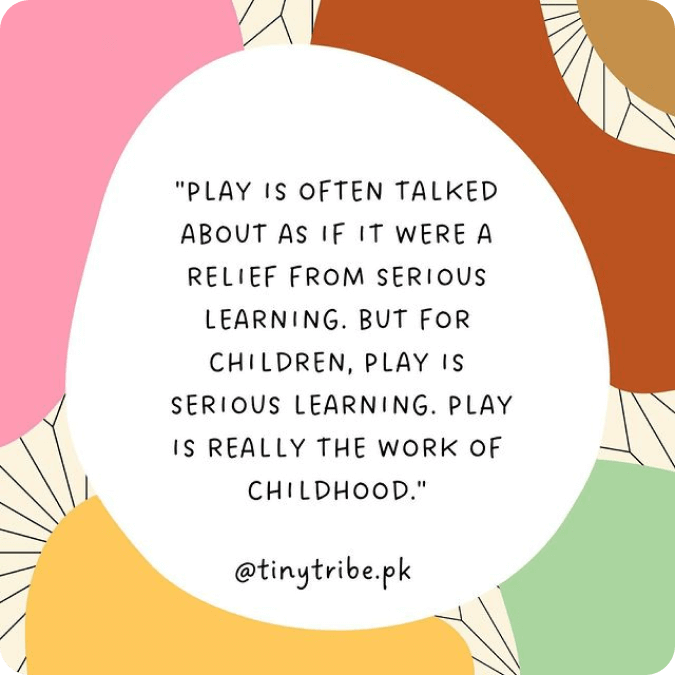 "PLAY IS OFTEN TALKED
ABOUT AS IF IT WERE A
RELIEF FROM SERIOUS
LEARNING. BUT FOR
CHILDREN, PLAY IS
SERIOUS LEARNING. PLAY
IS REALLY THE WORK OF
CHILDHOOD."
@tinytribe.pk